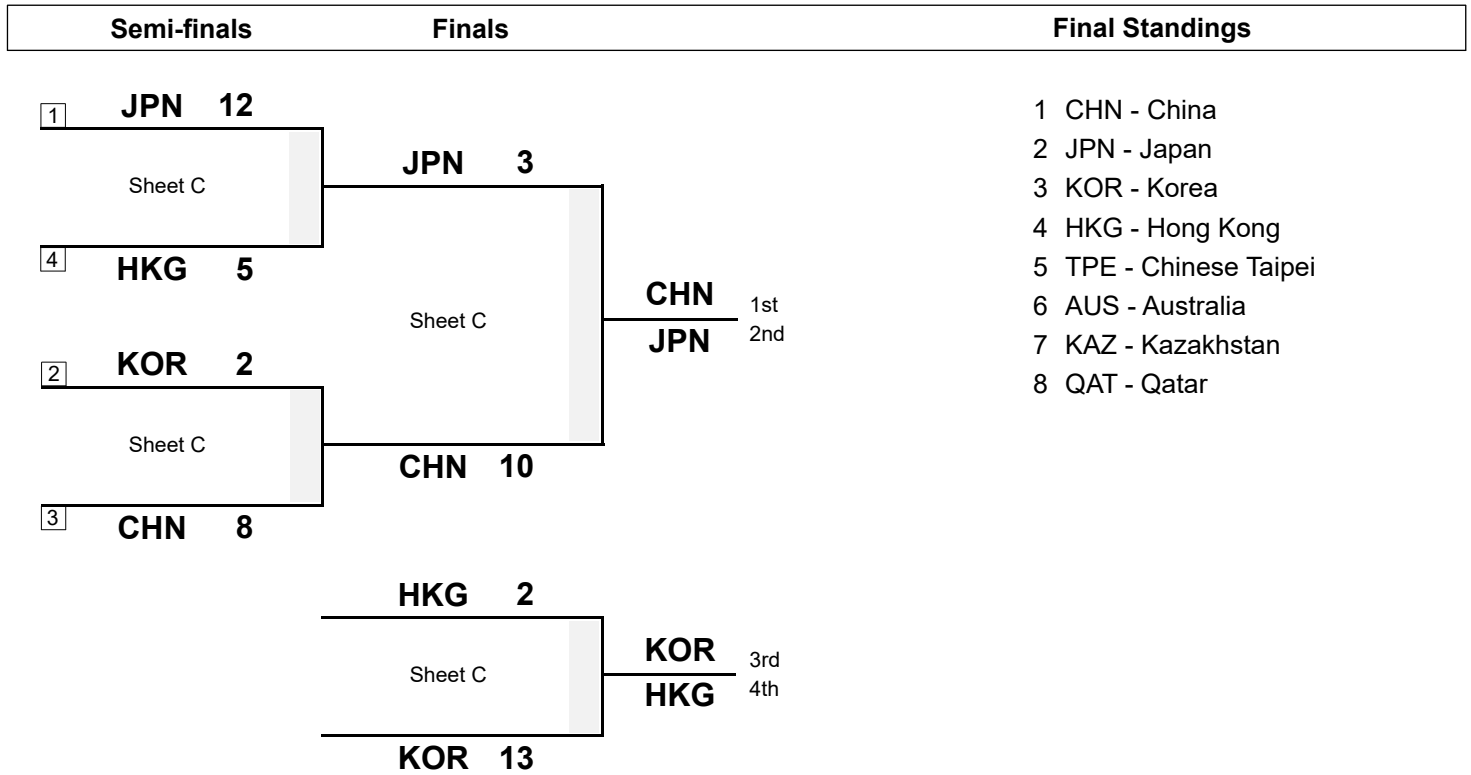 Semi-finals Finals Final Standings
1 JPN 12
Sheet C
4 HKG 5
JPN 3
Sheet C
CHN 10
2 KOR 2
Sheet C
3 CHN 8
CHN 1st
JPN 2nd
HKG 2
Sheet C
KOR 13
KOR 3rd
HKG 4th
1 CHN - China
2 JPN - Japan
3 KOR - Korea
4 HKG - Hong Kong
5 TPE - Chinese Taipei
6 AUS - Australia
7 KAZ - Kazakhstan
8 QAT - Qatar